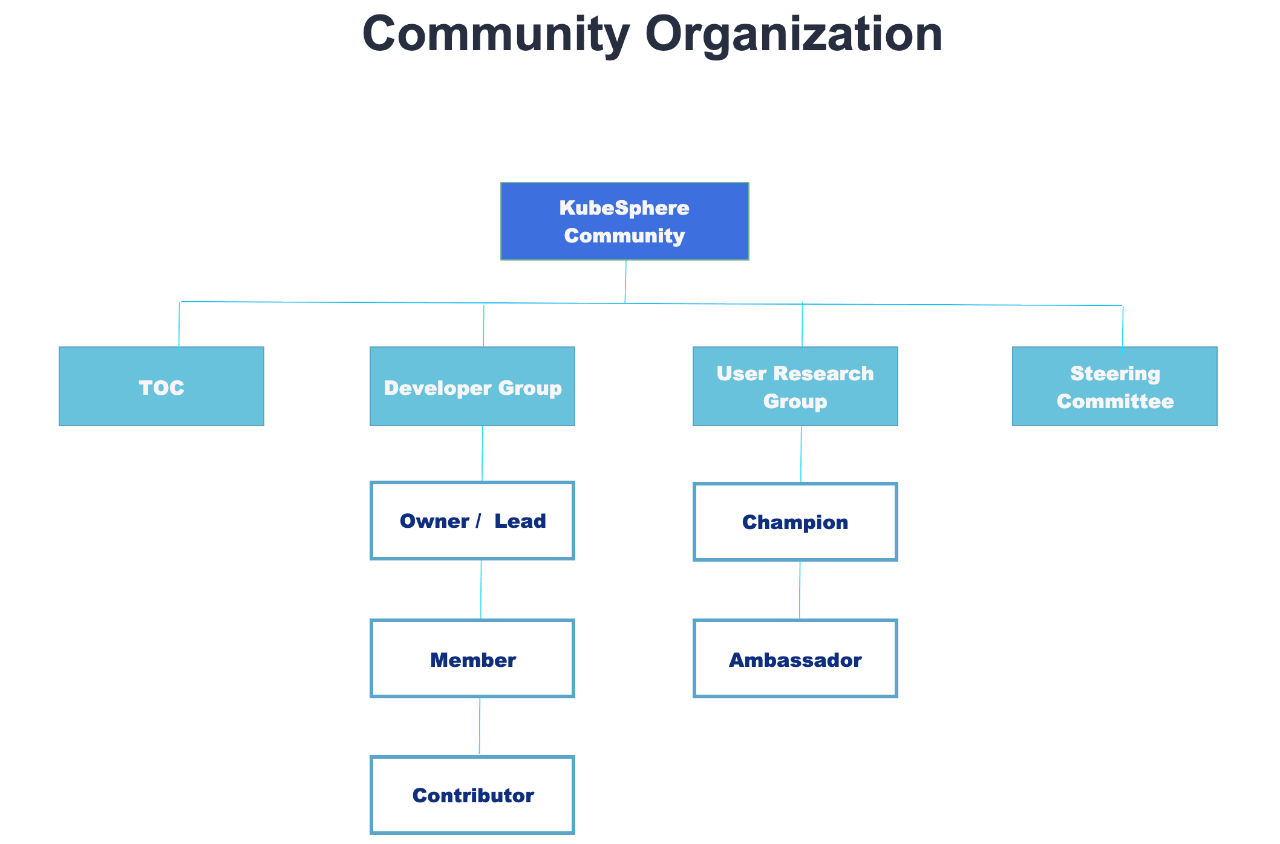 Community Organization
KubeSphere
Community
TOC
Developer Group
User Research
Group
Steering
Committee
Owner /  Lead
Champion
Member
Ambassador
Contributor